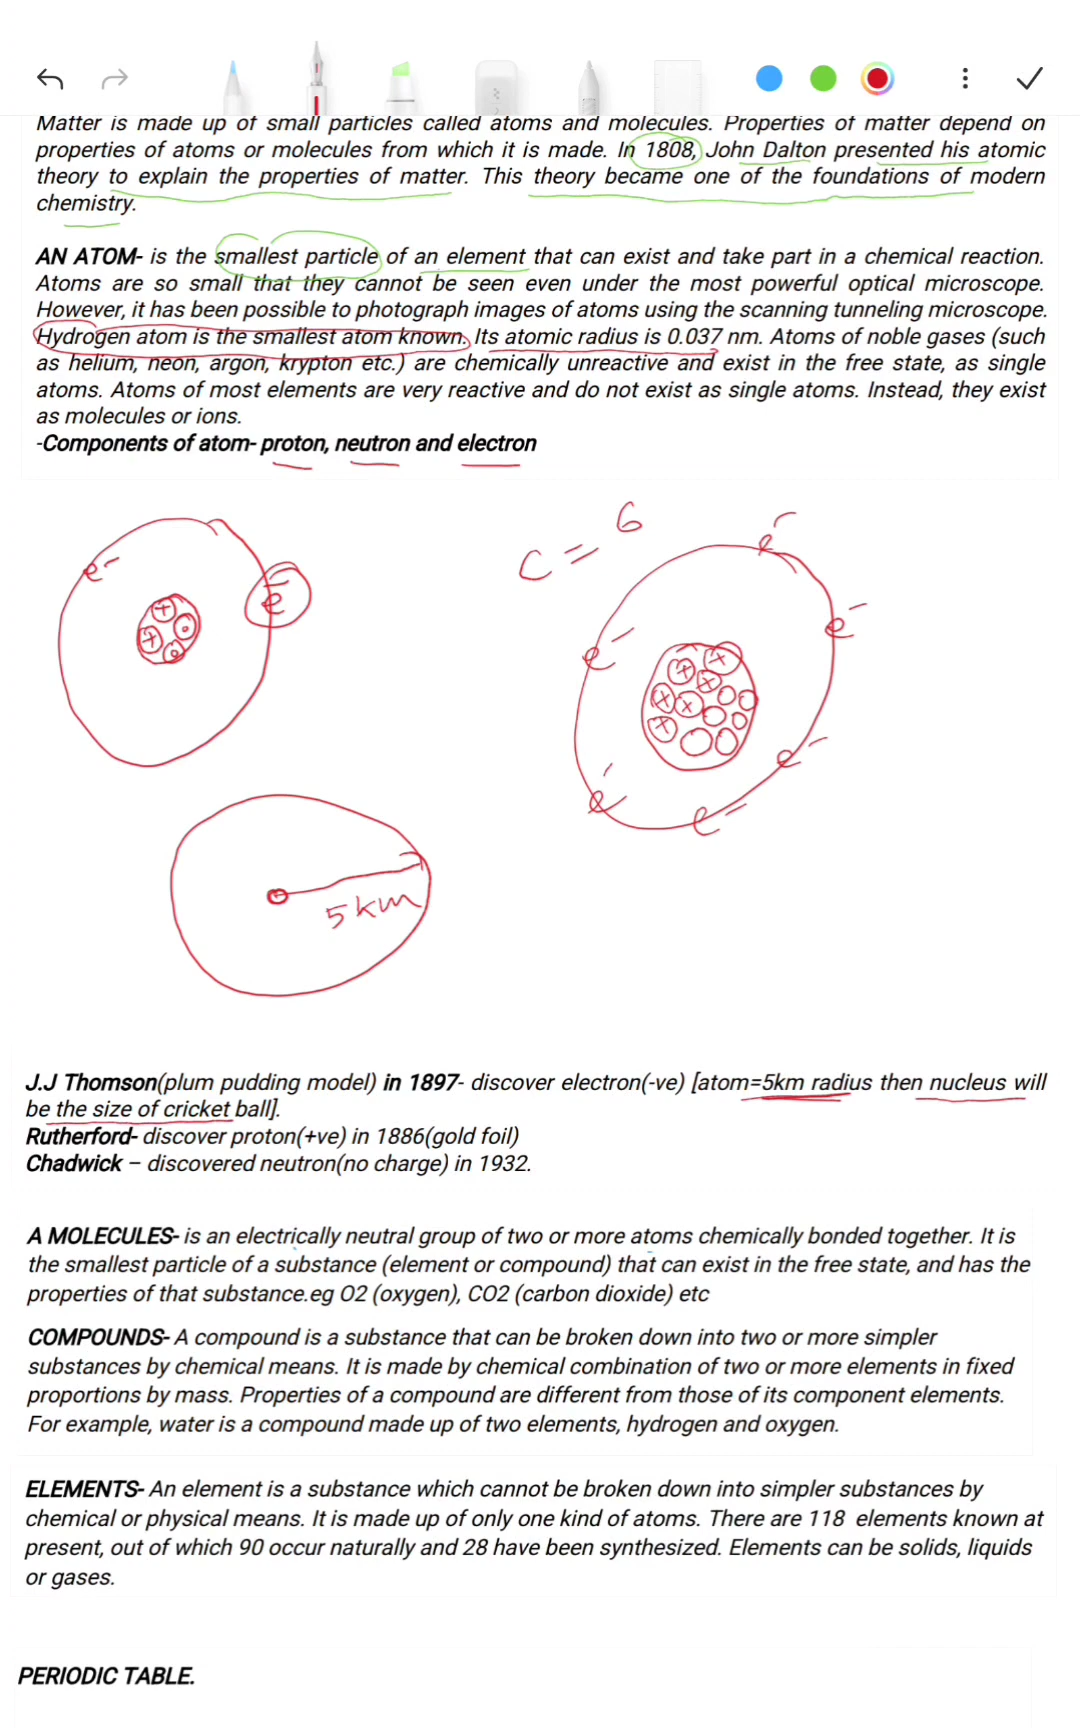 Matter is made up of small particles called atoms and molecules. Properties of matter depend on
properties of atoms or molecules from which it is made. In 1808, John Dalton presented his atomic
theory to explain the properties of matter. This theory became one of the foundations of modern
chemistry.
AN ATOM- is the smallest particle of an element that can exist and take part in a chemical reaction.
Atoms are so small that they cannot be seen even under the most powerful optical microscope.
However, it has been possible to photograph images of atoms using the scanning tunneling microscope.
Hydrogen atom is the smallest atom known. Its atomic radius is 0.037 nm. Atoms of noble gases (such
as helium, neon, argon, krypton etc.) are chemically unreactive and exist in the free state, as single
atoms. Atoms of most elements are very reactive and do not exist as single atoms. Instead, they exist
as molecules or ions.
-Components of atom- proton, neutron and electron
C = 6
e-
e-
e-
e-
e-
e-
e-
e-
+
+
+
+
+
+
+
+
5 km
J.J Thomson(plum pudding model) in 1897- discover electron(-ve) [atom=5km radius then nucleus will
be the size of cricket ball].
Rutherford- discover proton(+ve) in 1886(gold foil)
Chadwick – discovered neutron(no charge) in 1932.
A MOLECULES- is an electrically neutral group of two or more atoms chemically bonded together. It is
the smallest particle of a substance (element or compound) that can exist in the free state, and has the
properties of that substance.eg O2 (oxygen), CO2 (carbon dioxide) etc
COMPOUNDS- A compound is a substance that can be broken down into two or more simpler
substances by chemical means. It is made by chemical combination of two or more elements in fixed
proportions by mass. Properties of a compound are different from those of its component elements.
For example, water is a compound made up of two elements, hydrogen and oxygen.
ELEMENTS- An element is a substance which cannot be broken down into simpler substances by
chemical or physical means. It is made up of only one kind of atoms. There are 118 elements known at
present, out of which 90 occur naturally and 28 have been synthesized. Elements can be solids, liquids
or gases.
PERIODIC TABLE.